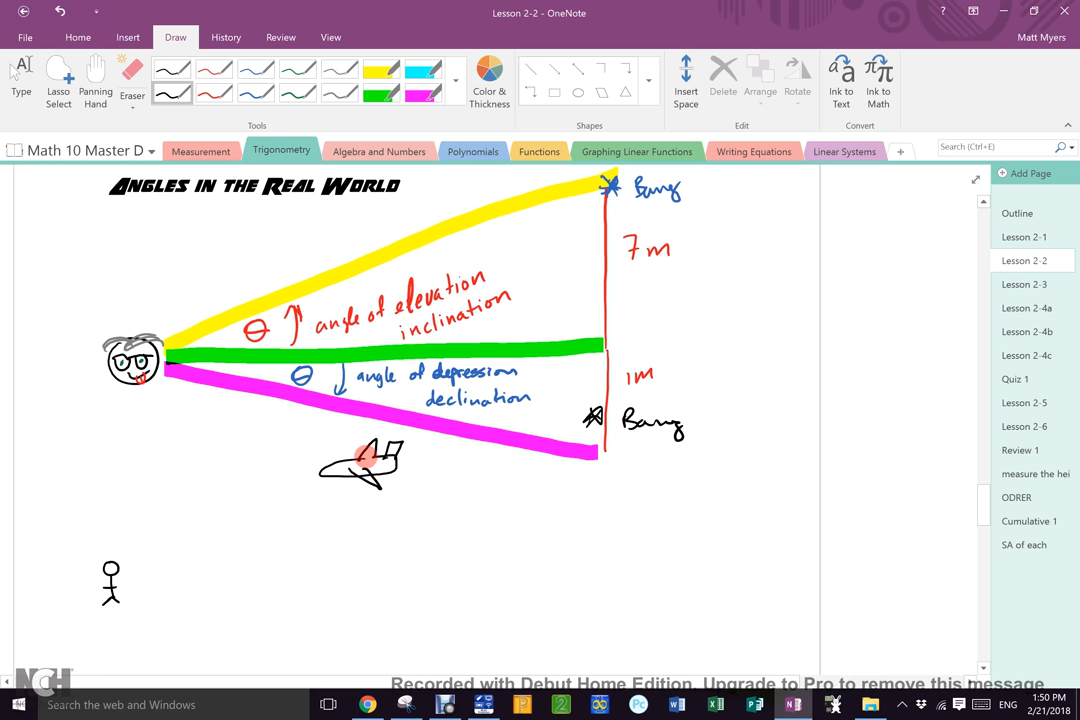 Lesson 2-2 - OneNote
?
File Home Insert Draw History Review View
Matt Myers
Type
Lasso Select
Panning Hand
Eraser
Color & Thickness
Insert Space
Delete
Arrange
Rotate
Ink to Text
Ink to Math
Tools
Shapes
Edit
Convert
Math 10 Master D
Measurement
Trigonometry
Algebra and Numbers
Polynomials
Functions
Graphing Linear Functions
Writing Equations
Linear Systems
Search (Ctrl+E)
Add Page
Outline
Lesson 2-1
Lesson 2-2
Lesson 2-3
Lesson 2-4a
Lesson 2-4b
Lesson 2-4c
Quiz 1
Lesson 2-5
Lesson 2-6
Review 1
measure the hei
ODRER
Cumulative 1
SA of each
Angles in the Real World
Bang
7 m
θ angle of elevation
inclination
θ angle of depression
declination
1m
Bang
NCH
Recorded with Debut Home Edition. Upgrade to Pro to remove this message
Search the web and Windows
ENG
1:50 PM
2/21/2018